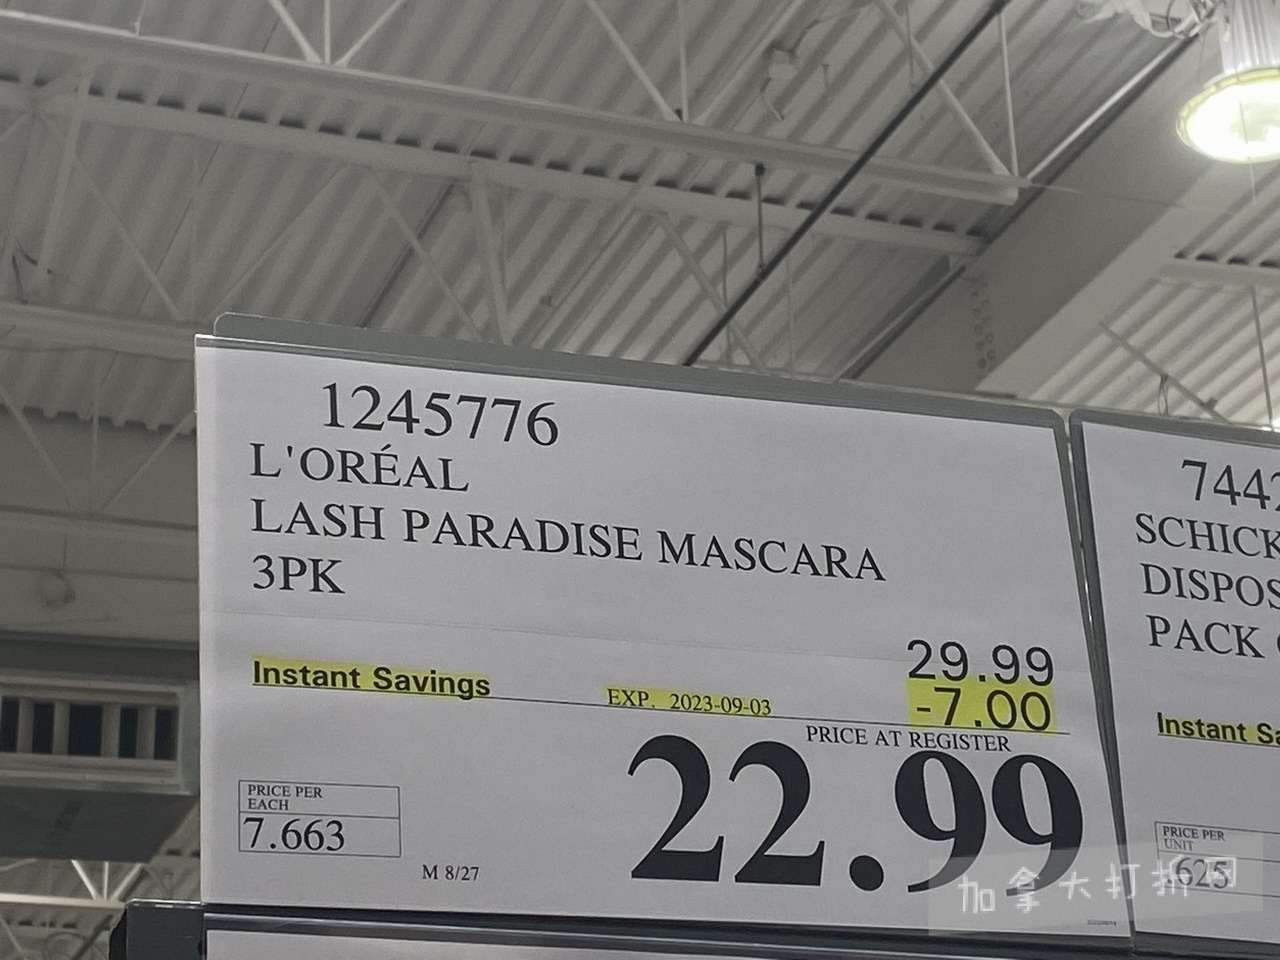 1245776
L'ORÉAL
LASH PARADISE MASCARA
3PK
29.99
Instant Savings EXP. 2023-09-03 -7.00
PRICE AT REGISTER
22.99
PRICE PER
EACH
7.663
M 8/27
7442
SCHICK
DISPOS
PACK
Instant Sa
PRICE PER
UNIT
.625
加拿大打折网